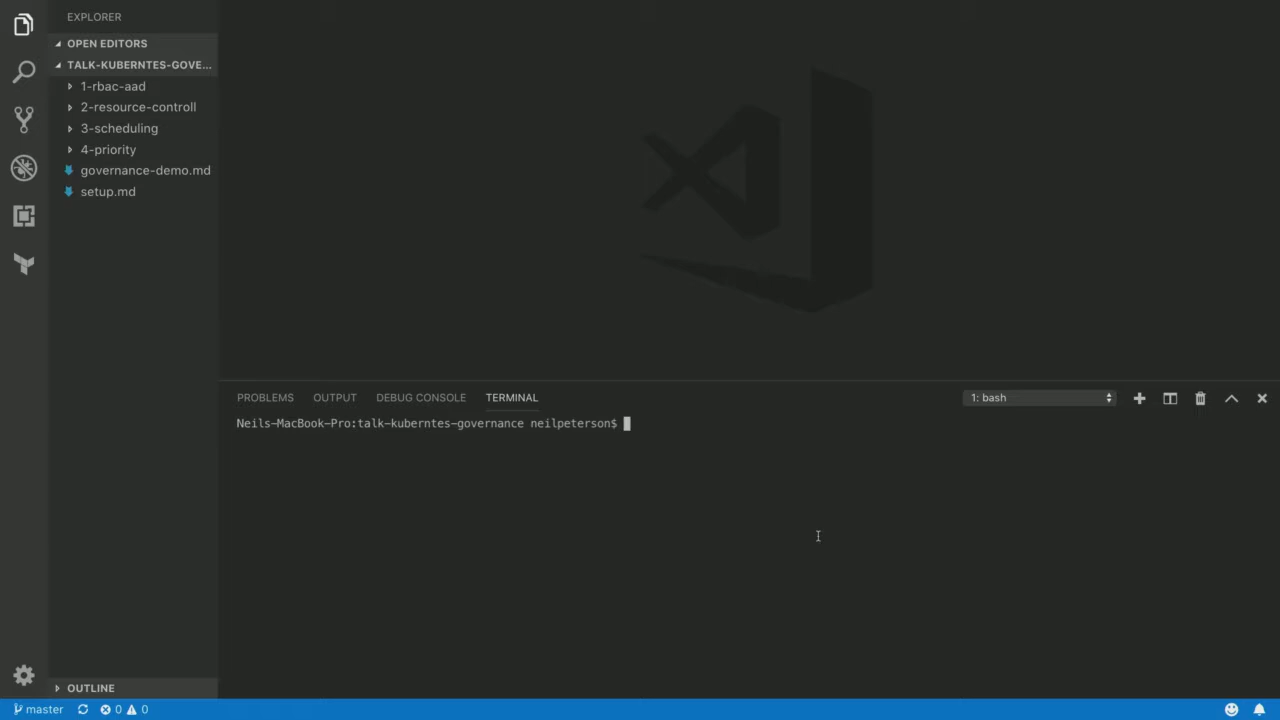 EXPLORER
OPEN EDITORS
TALK-KUBERNTES-GOVE...
1-rbac-aad
2-resource-controll
3-scheduling
4-priority
governance-demo.md
setup.md
PROBLEMS OUTPUT DEBUG CONSOLE TERMINAL 1: bash
Neils-MacBook-Pro:talk-kuberntes-governance neilpeterson$
OUTLINE
master 0 0